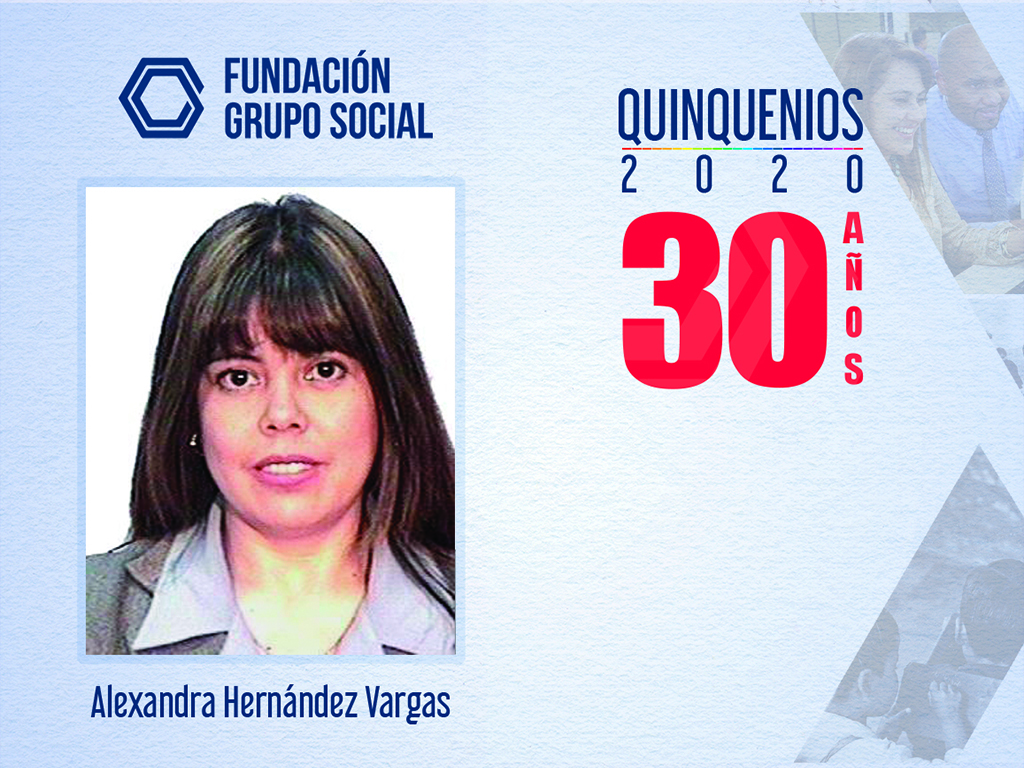 FUNDACIÓN
GRUPO SOCIAL
QUINQUENIOS
2020
30
AÑOS
Alexandra Hernández Vargas